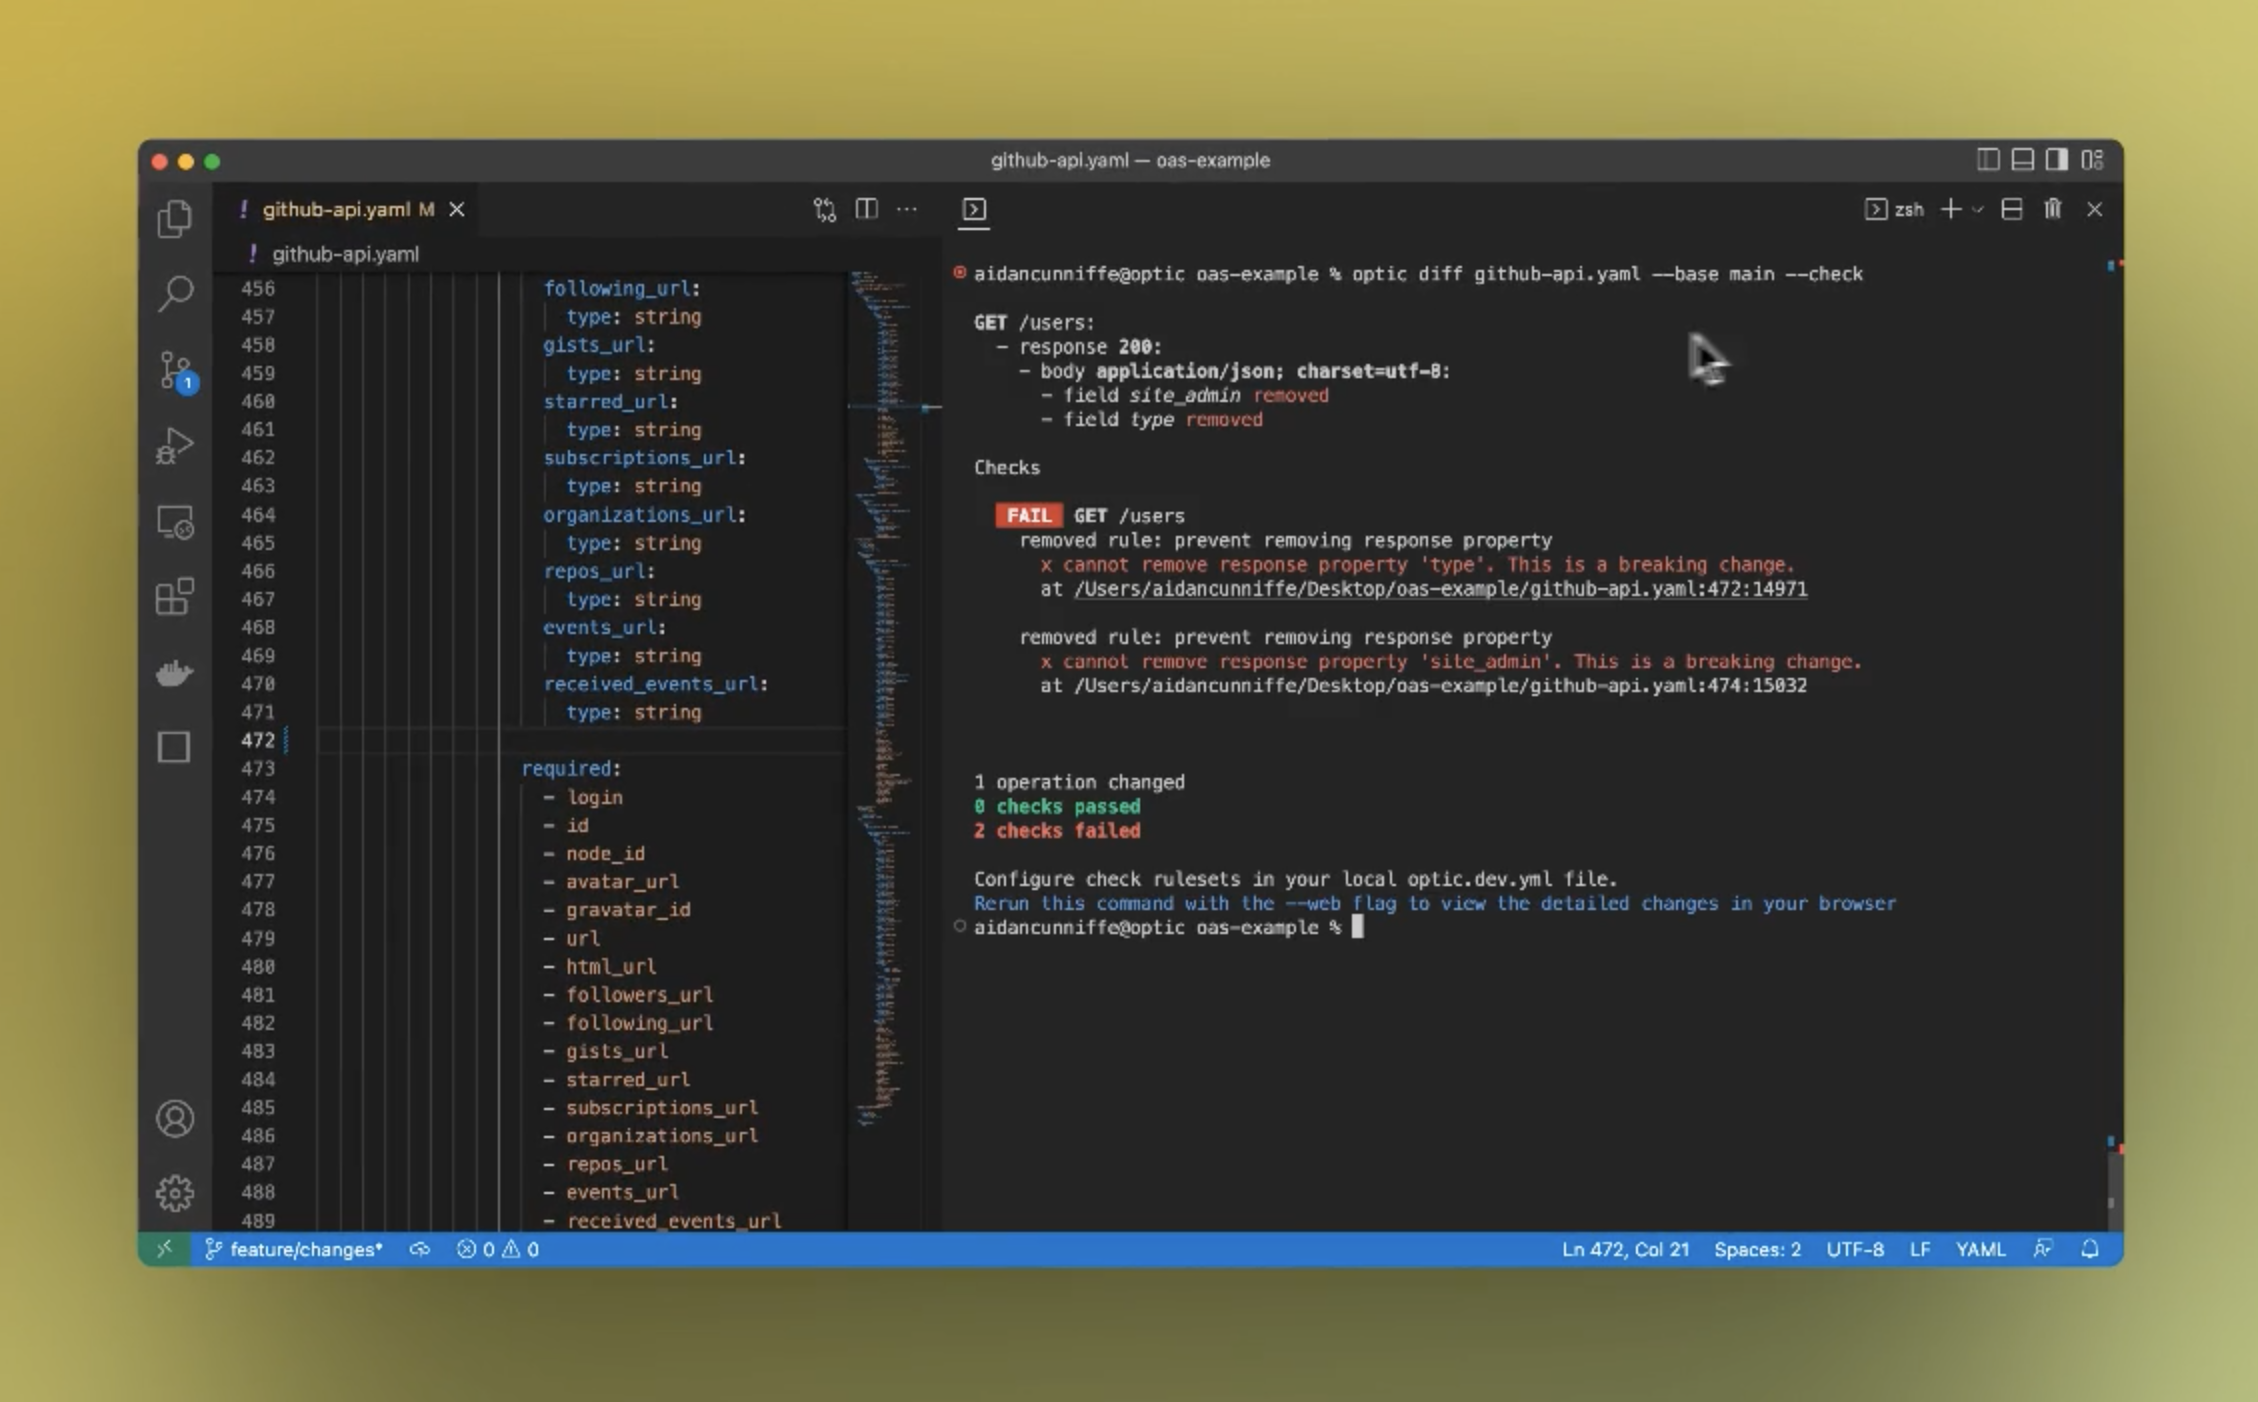 github-api.yaml — oas-example
! github-api.yaml M
zsh
! github-api.yaml
456 following_url:
457 type: string
458 gists_url:
459 type: string
460 starred_url:
461 type: string
462 subscriptions_url:
463 type: string
464 organizations_url:
465 type: string
466 repos_url:
467 type: string
468 events_url:
469 type: string
470 received_events_url:
471 type: string
472
473 required:
474 - login
475 - id
476 - node_id
477 - avatar_url
478 - gravatar_id
479 - url
480 - html_url
481 - followers_url
482 - following_url
483 - gists_url
484 - starred_url
485 - subscriptions_url
486 - organizations_url
487 - repos_url
488 - events_url
489 - received_events_url
aidancunniffe@optic oas-example % optic diff github-api.yaml --base main --check
GET /users:
- response 200:
- body application/json; charset=utf-8:
- field site_admin removed
- field type removed
Checks
FAIL GET /users
removed rule: prevent removing response property
x cannot remove response property 'type'. This is a breaking change.
at /Users/aidancunniffe/Desktop/oas-example/github-api.yaml:472:14971
removed rule: prevent removing response property
x cannot remove response property 'site_admin'. This is a breaking change.
at /Users/aidancunniffe/Desktop/oas-example/github-api.yaml:474:15032
1 operation changed
0 checks passed
2 checks failed
Configure check rulesets in your local optic.dev.yml file.
Rerun this command with the --web flag to view the detailed changes in your browser
aidancunniffe@optic oas-example %
1
feature/changes* 0 0 Ln 472, Col 21 Spaces: 2 UTF-8 LF YAML